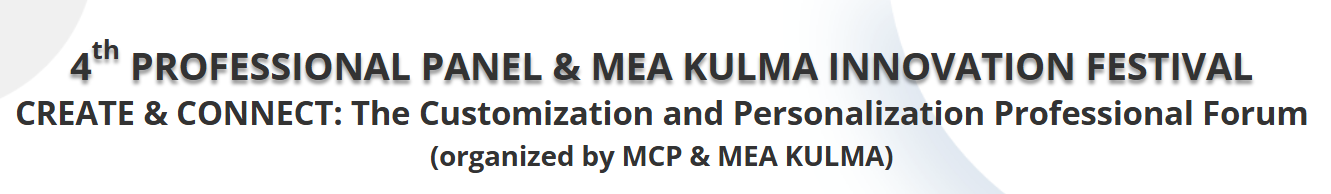 4th PROFESSIONAL PANEL & MEA KULMA INNOVATION FESTIVAL
CREATE & CONNECT: The Customization and Personalization Professional Forum
(organized by MCP & MEA KULMA)